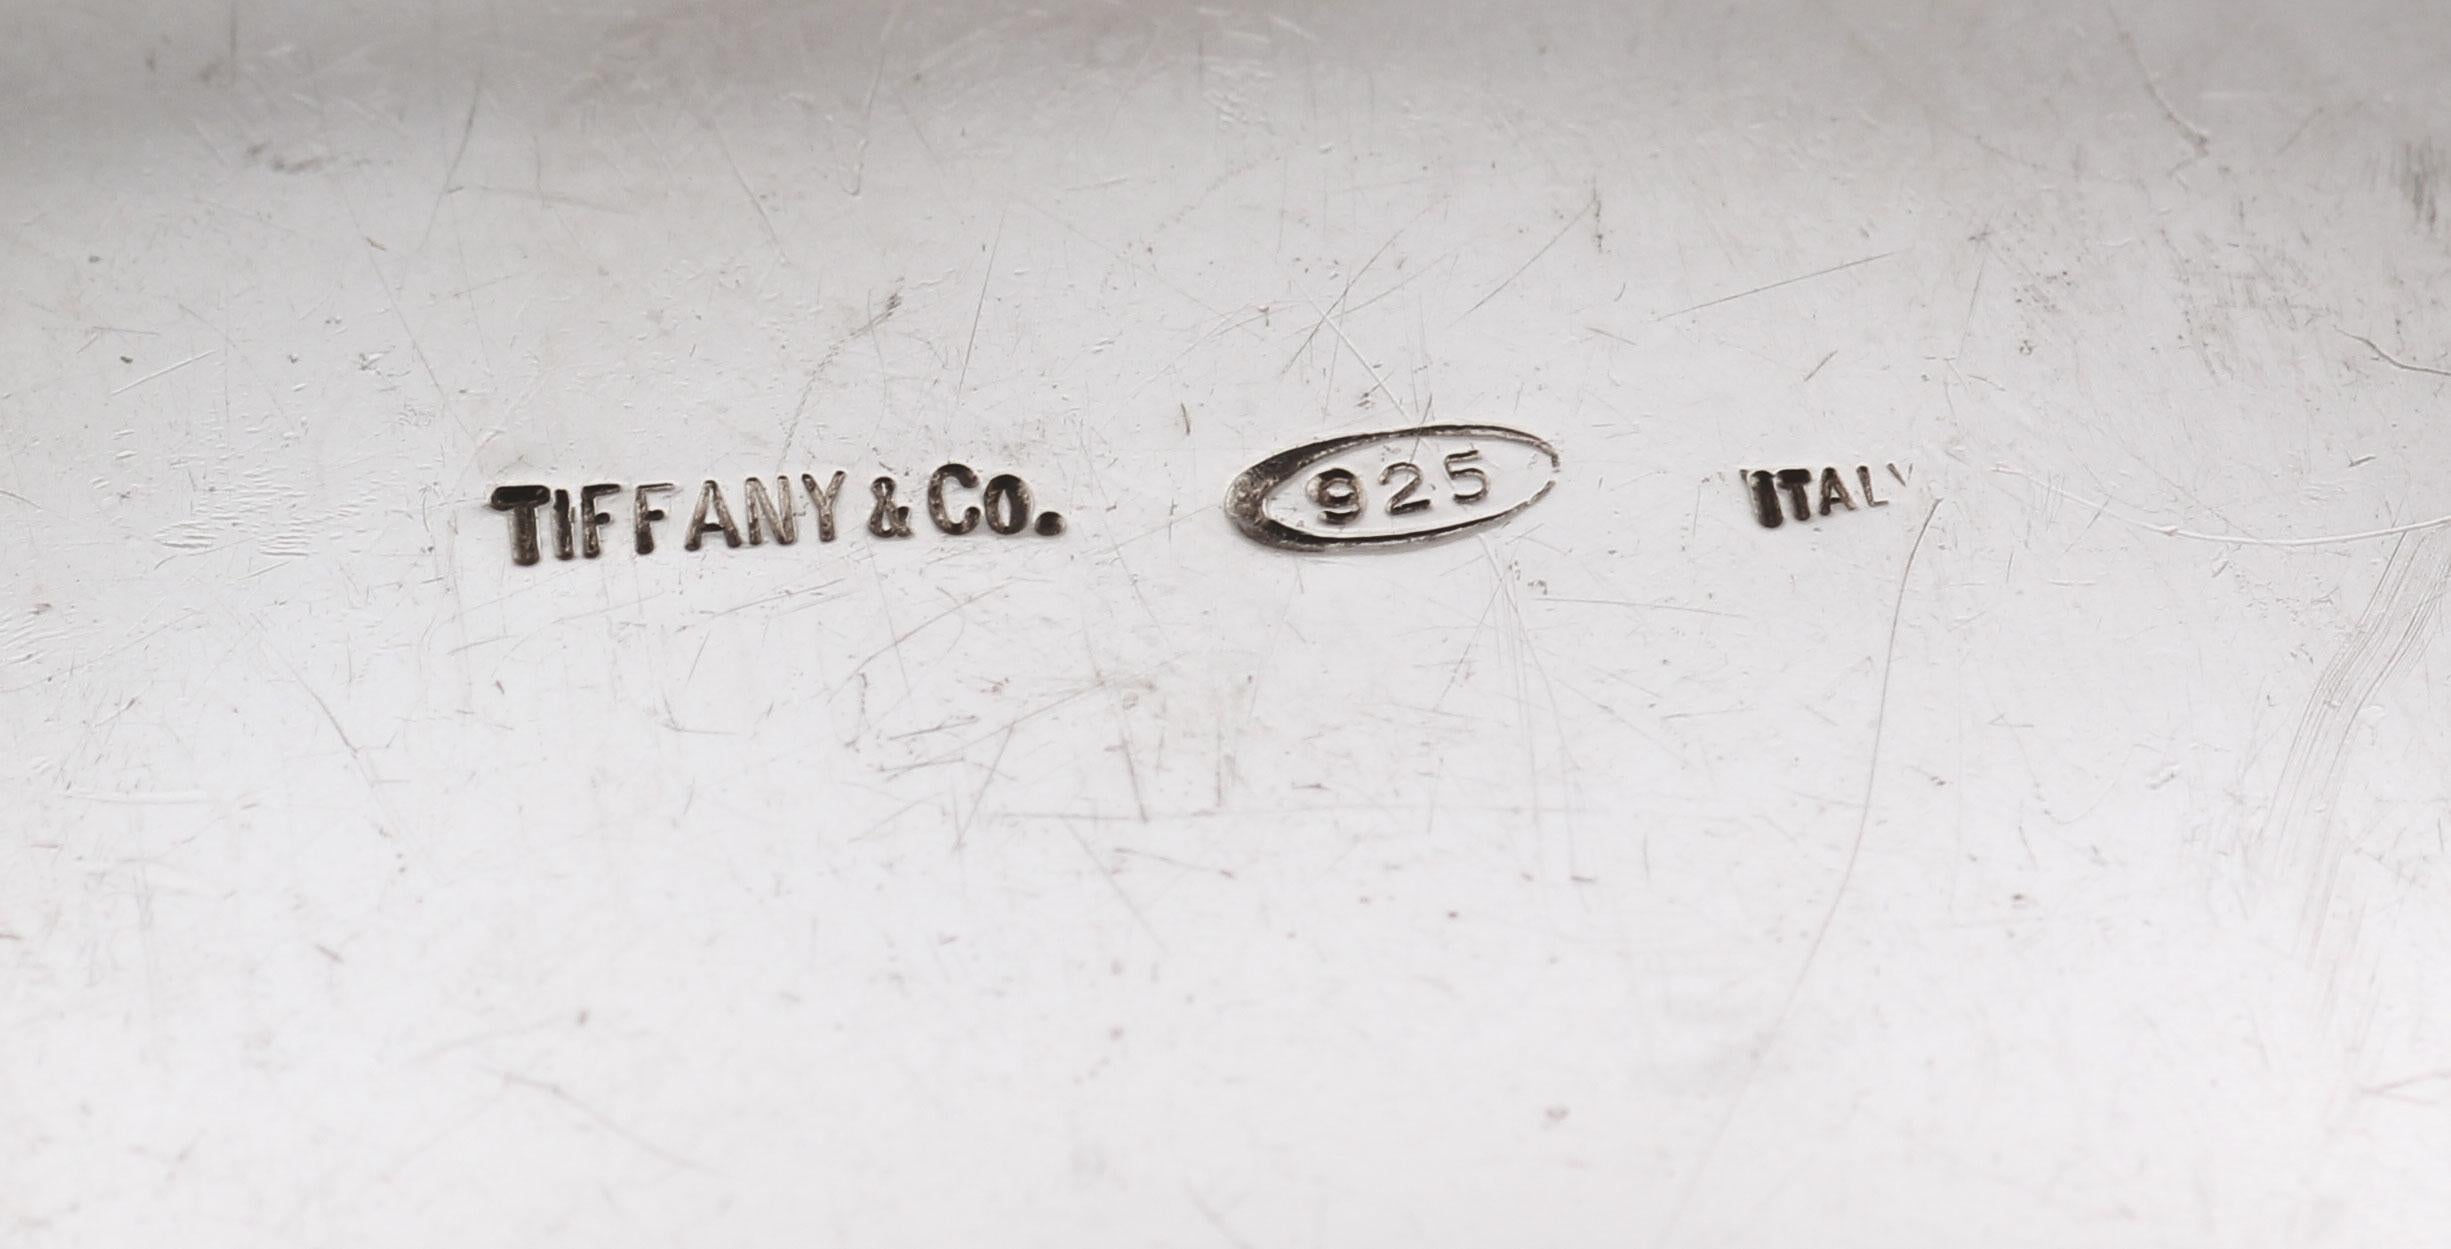 TIFFANY & CO. 925 ITALY